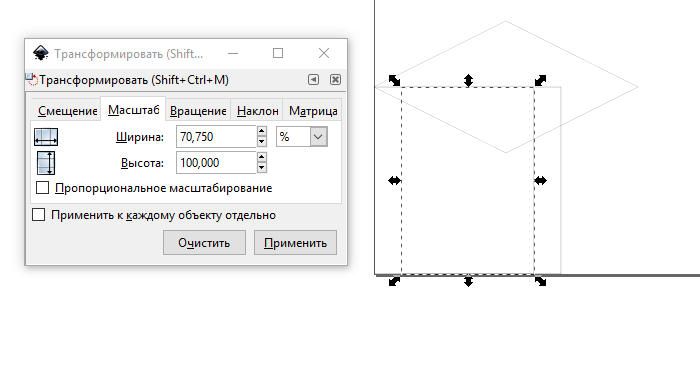 Трансформировать (Shift...
Трансформировать (Shift+Ctrl+M)
Смещение Масштаб Вращение Наклон Матрица
Ширина: 70,750 %
Высота: 100,000
Пропорциональное масштабирование
Применить к каждому объекту отдельно
Очистить Применить